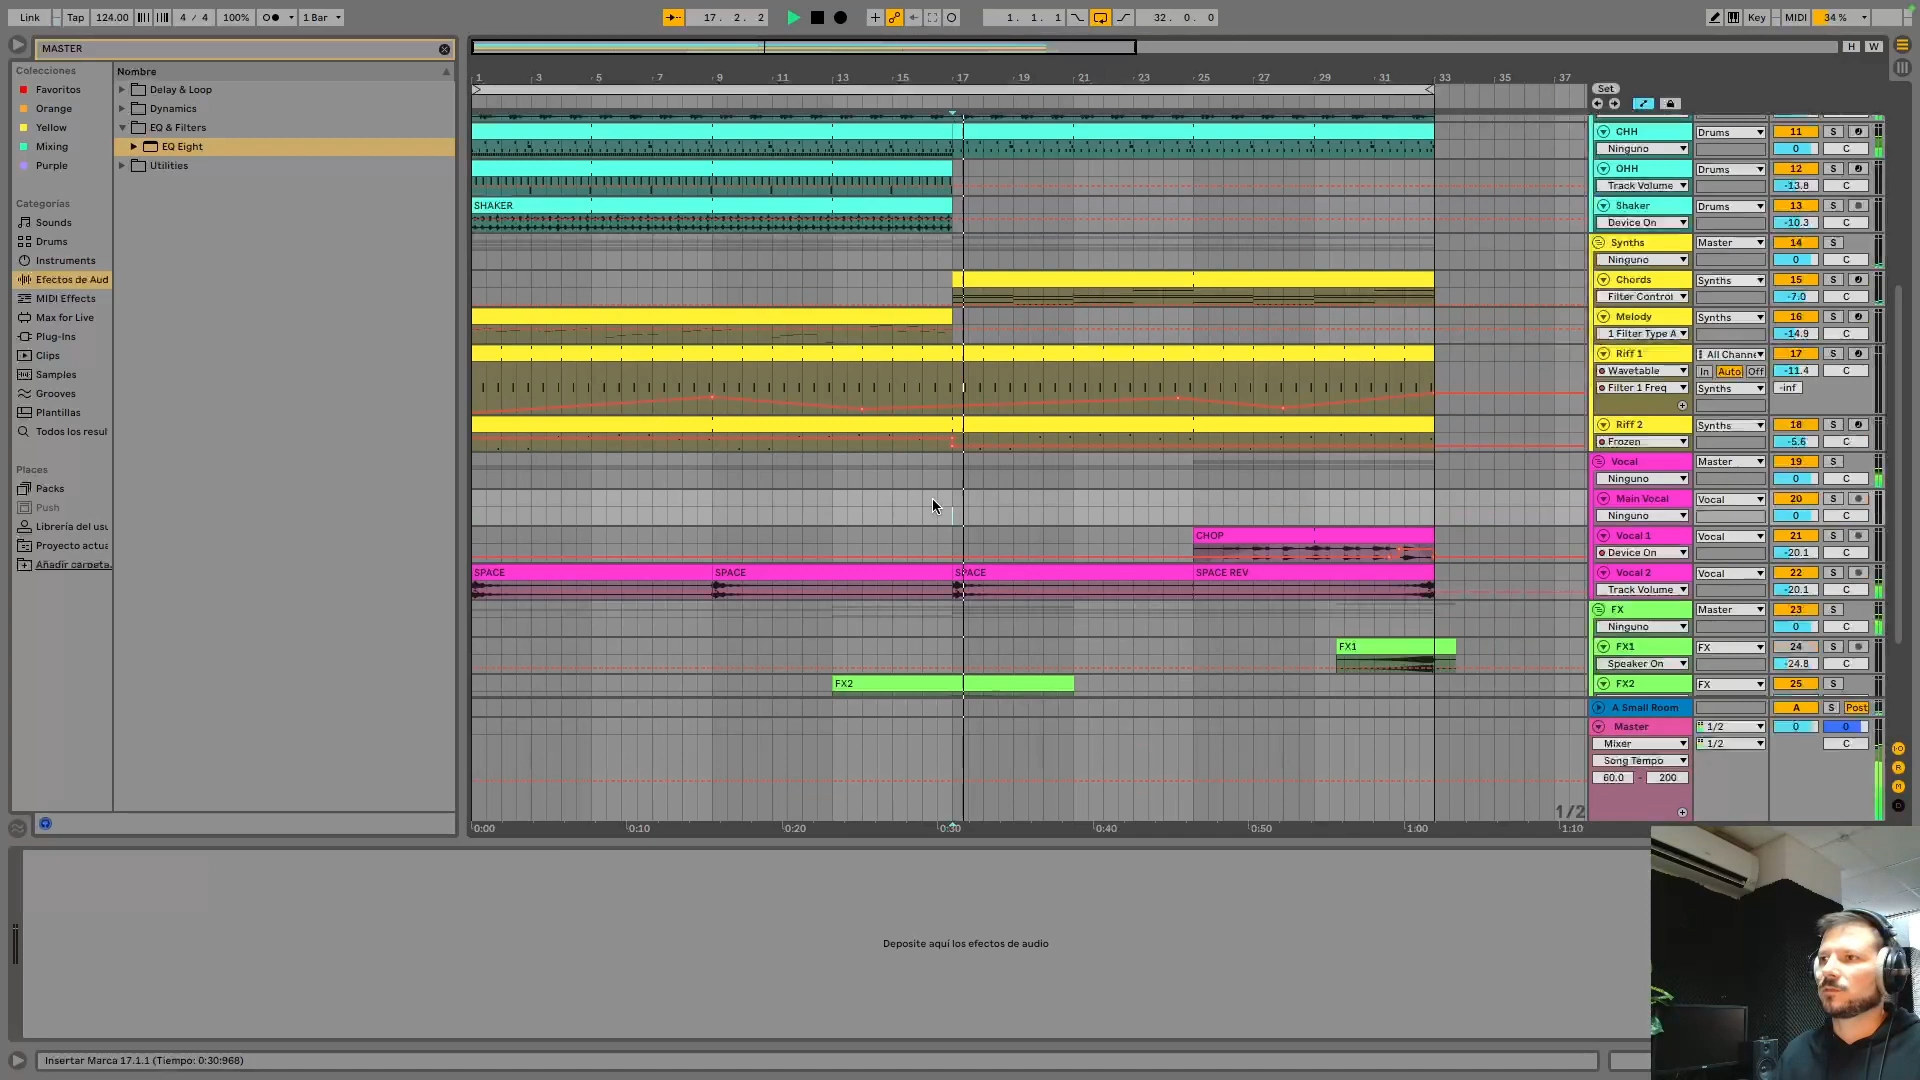 Link Tap 124.00 4 / 4 100% 1 Bar 17. 2. 2 1. 1. 1 32. 0. 0 Key MIDI 34 %
MASTER
H W
Colecciones
Favoritos
Orange
Yellow
Mixing
Purple
Categorías
Sounds
Drums
Instruments
Efectos de Aud
MIDI Effects
Max for Live
Plug-Ins
Clips
Samples
Grooves
Plantillas
Todos los resul
Places
Packs
Push
Librería del usu
Proyecto actua
Añadir carpeta.
Nombre
Delay & Loop
Dynamics
EQ & Filters
EQ Eight
Utilities
1 3 5 7 9 11 13 15 17 19 21 23 25 27 29 31 33 35 37
Set
SHAKER
CHOP
SPACE SPACE SPACE SPACE REV
FX1
FX2
1/2
0:00 0:10 0:20 0:30 0:40 0:50 1:00 1:10
CHH Drums 11 S
Ninguno 0 C
OHH Drums 12 S
Track Volume -13.8 C
Shaker Drums 13 S
Device On -10.3 C
Synths Master 14 S
Ninguno 0 C
Chords Synths 15 S
Filter Control -7.0 C
Melody Synths 16 S
1 Filter Type A -14.9 C
Riff 1 All Channe 17 S
Wavetable In Auto Off -11.4 C
Filter 1 Freq Synths -inf
Riff 2 Synths 18 S
Frozen -5.6 C
Vocal Master 19 S
Ninguno 0 C
Main Vocal Vocal 20 S
Ninguno 0 C
Vocal 1 Vocal 21 S
Device On -20.1 C
Vocal 2 Vocal 22 S
Track Volume -20.1 C
FX Master 23 S
Ninguno 0 C
FX1 FX 24 S
Speaker On -24.8 C
FX2 FX 25 S
A Small Room A S Post
Master 1/2 0 0
Mixer 1/2 C
Song Tempo
60.0 - 200
I·O
R
M
D
Deposite aquí los efectos de audio
Insertar Marca 17.1.1 (Tiempo: 0:30:968)